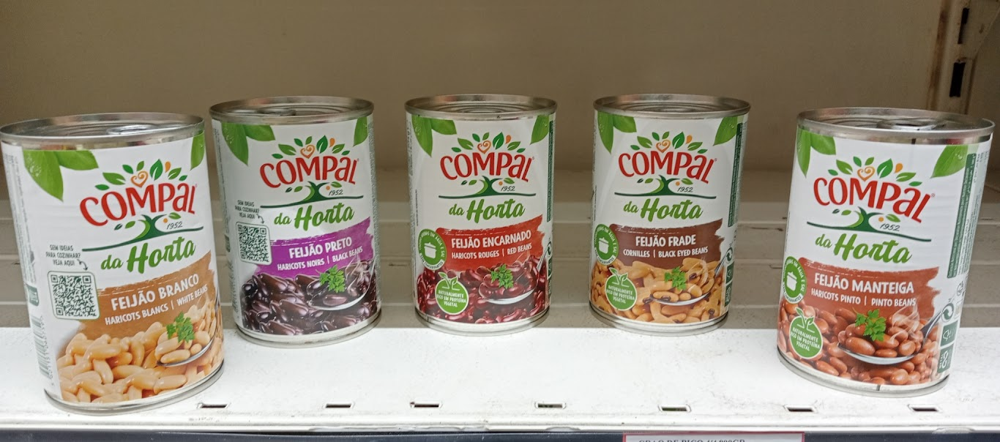 COMPAL
1952
da Horta
SEM IDEIAS
PARA COZINHAR?
VEJA AQUI
FEIJÃO BRANCO
HARICOTS BLANCS | WHITE BEANS
COMPAL
1952
da Horta
SEM IDEIAS
PARA COZINHAR?
VEJA AQUI
FEIJÃO PRETO
HARICOTS NOIRS | BLACK BEANS
COMPAL
1952
da Horta
FEIJÃO ENCARNADO
HARICOTS ROUGES | RED BEANS
NATURALMENTE
RICO EM PROTEÍNA
VEGETAL
COMPAL
1952
da Horta
FEIJÃO FRADE
CORNILLES | BLACK EYED BEANS
NATURALMENTE
RICO EM PROTEÍNA
VEGETAL
COMPAL
1952
da Horta
FEIJÃO MANTEIGA
HARICOTS PINTO | PINTO BEANS
NATURALMENTE
RICO EM PROTEÍNA
VEGETAL